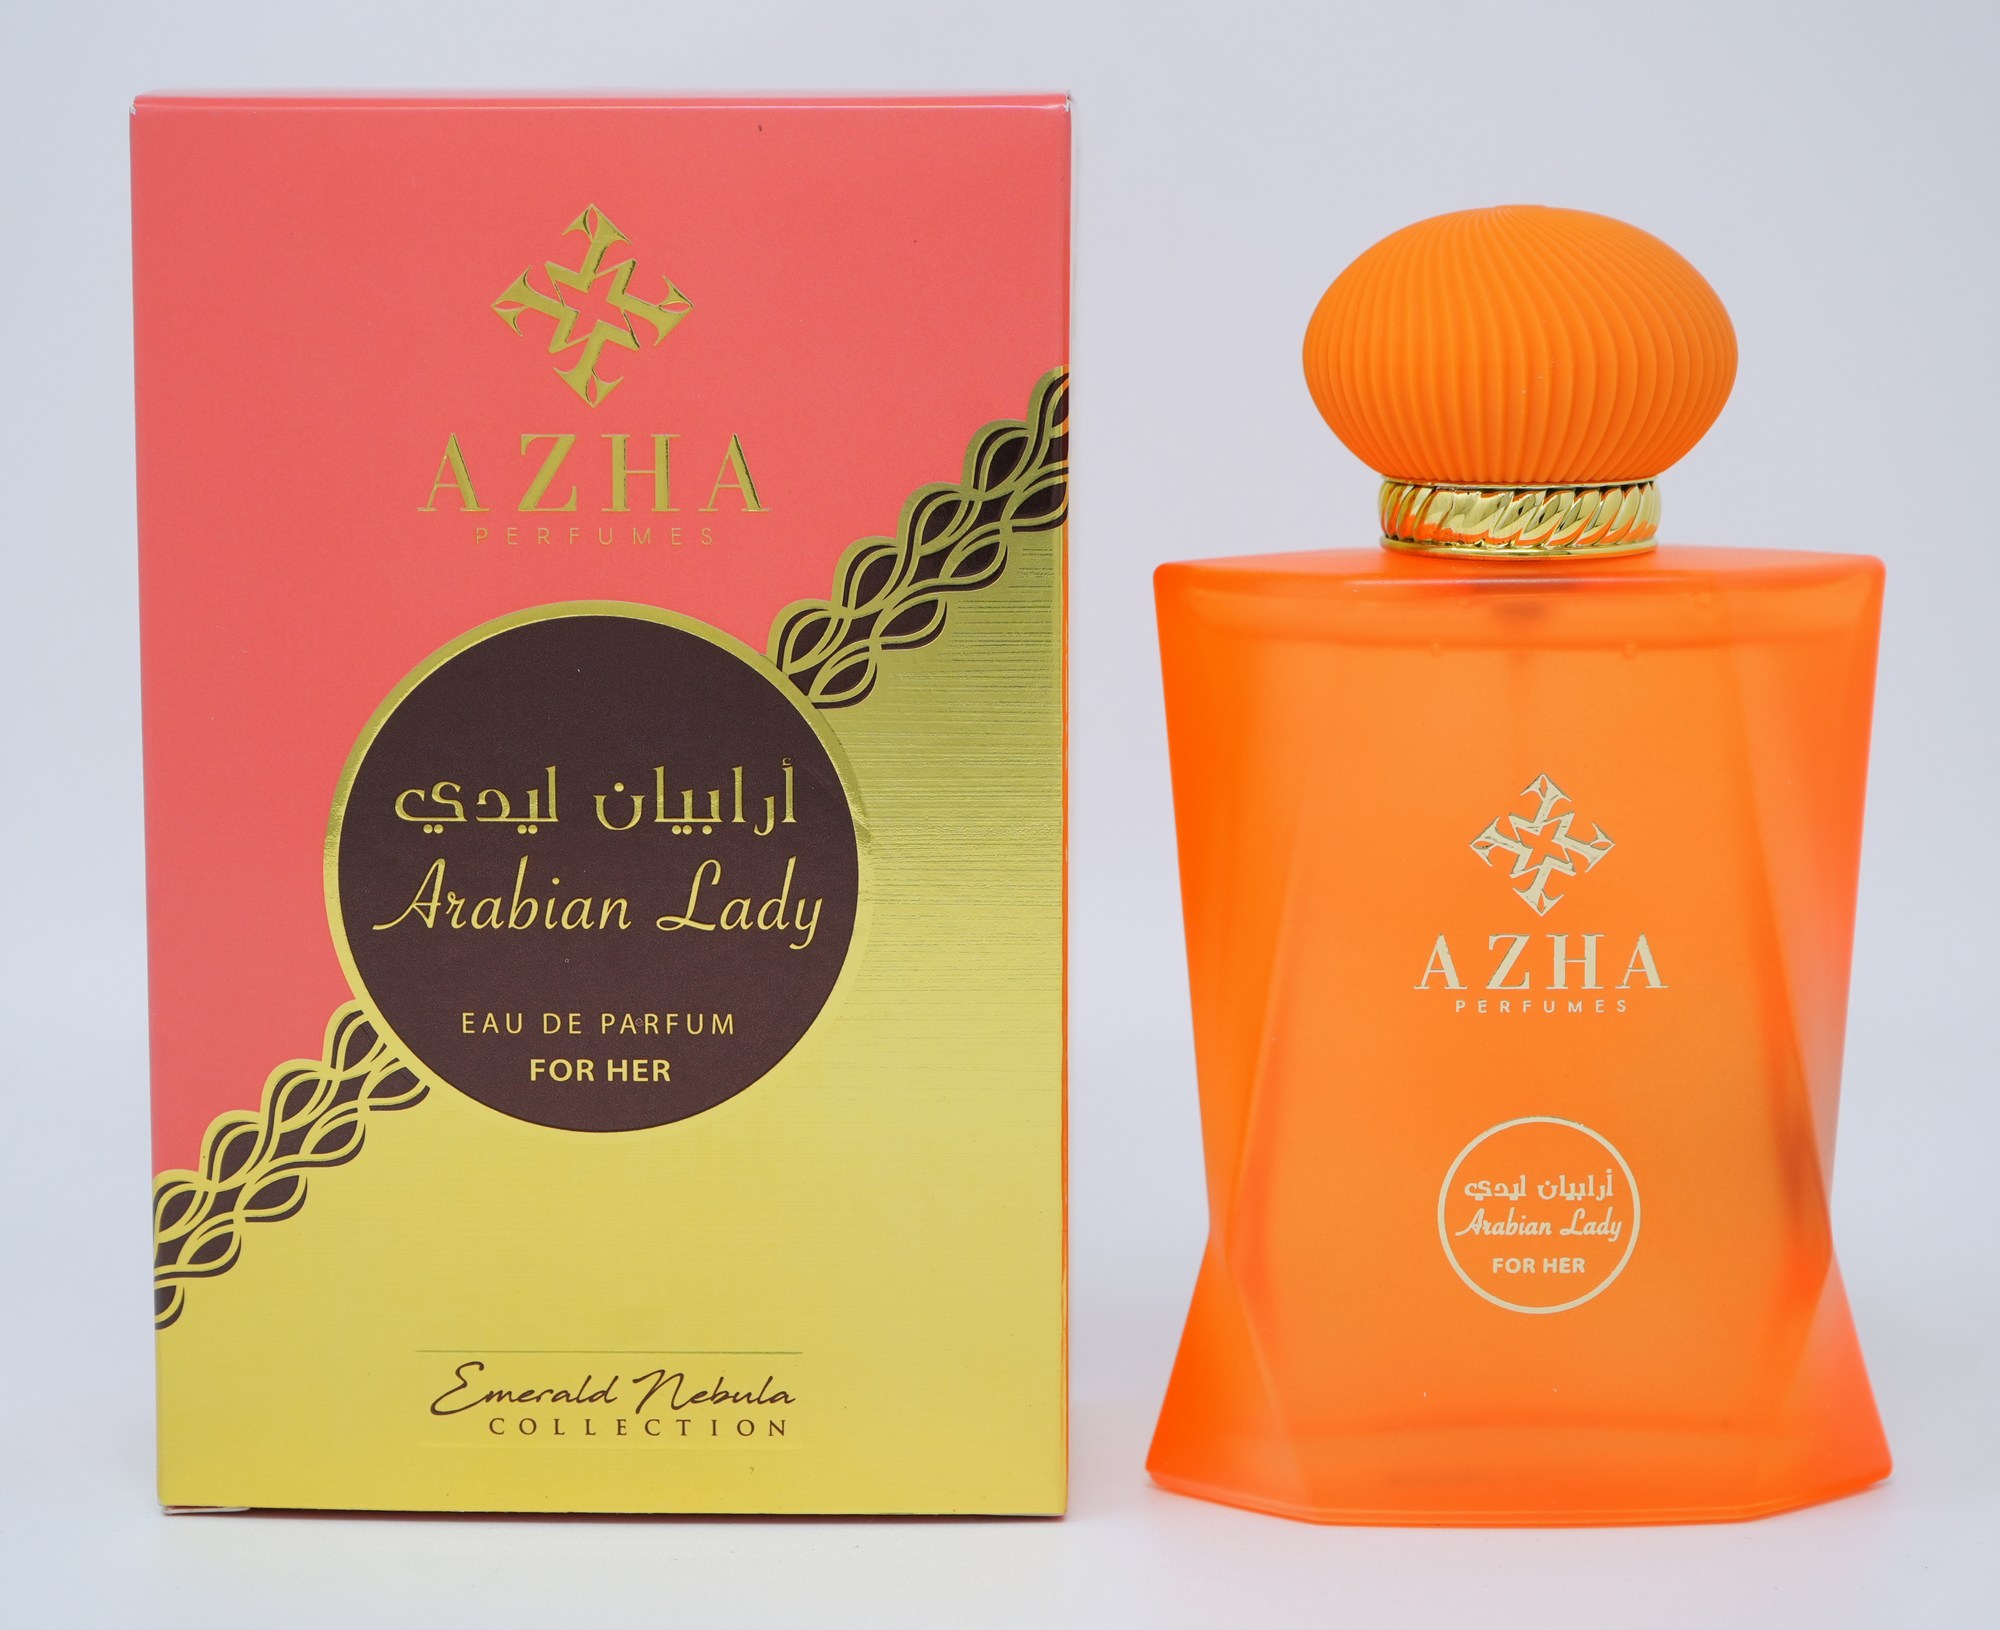 AZHA
PERFUMES
أرابيان ليدي
Arabian Lady
EAU DE PARFUM
FOR HER
Emerald Nebula
COLLECTION
AZHA
PERFUMES
أرابيان ليدي
Arabian Lady
FOR HER